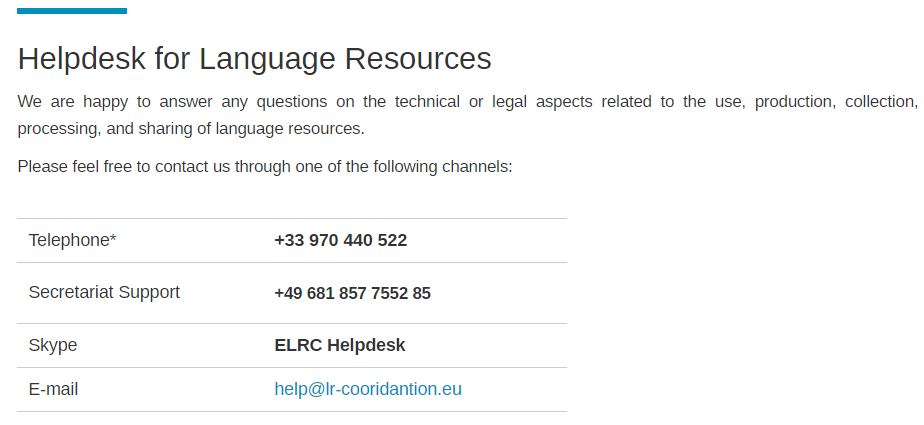 Helpdesk for Language Resources
We are happy to answer any questions on the technical or legal aspects related to the use, production, collection,
processing, and sharing of language resources.
Please feel free to contact us through one of the following channels:
Telephone* +33 970 440 522
Secretariat Support +49 681 857 7552 85
Skype ELRC Helpdesk
E-mail help@lr-cooridantion.eu